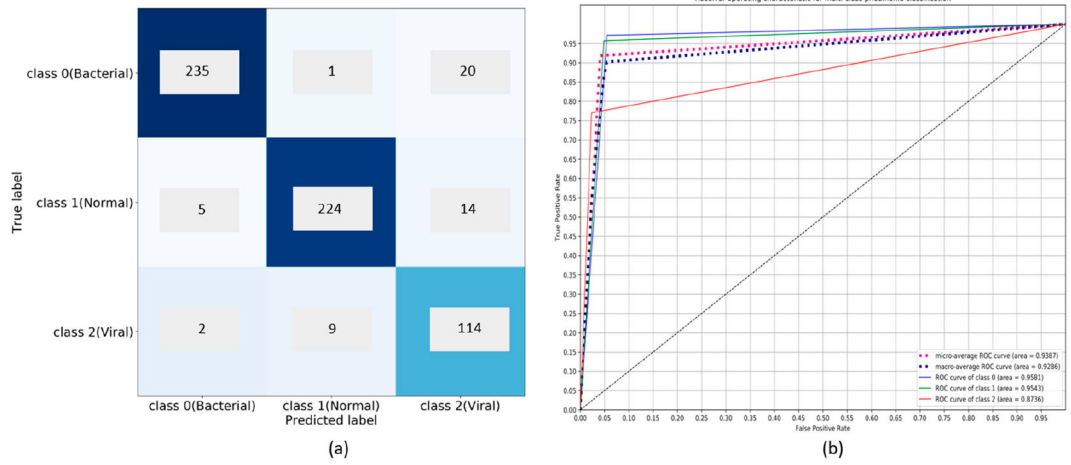 class 0(Bacterial) 235 1 20
class 1(Normal) 5 224 14
class 2(Viral) 2 9 114
True label
class 0(Bacterial) class 1(Normal) class 2(Viral)
Predicted label
(a)
0.95
0.90
0.85
0.80
0.75
0.70
0.65
0.60
0.55
0.50
0.45
0.40
0.35
0.30
0.25
0.20
0.15
0.10
0.05
0.00
True Positive Rate
micro-average ROC curve (area = 0.9387)
macro-average ROC curve (area = 0.9286)
ROC curve of class 0 (area = 0.9581)
ROC curve of class 1 (area = 0.9543)
ROC curve of class 2 (area = 0.8736)
0.00 0.05 0.10 0.15 0.20 0.25 0.30 0.35 0.40 0.45 0.50 0.55 0.60 0.65 0.70 0.75 0.80 0.85 0.90 0.95
False Positive Rate
(b)